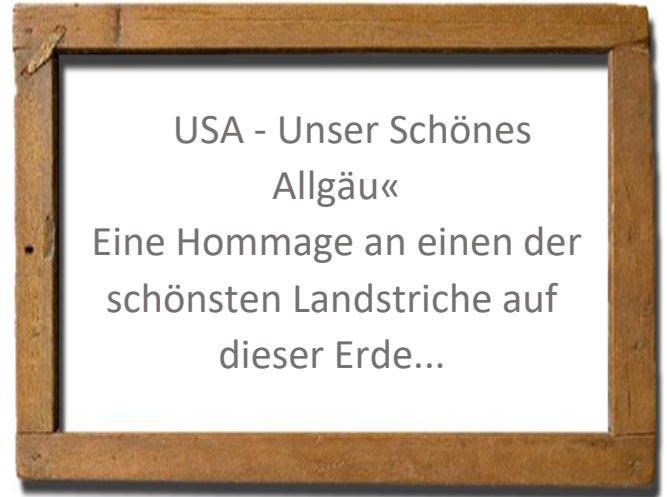 USA - Unser Schönes
Allgäu«
Eine Hommage an einen der
schönsten Landstriche auf
dieser Erde...